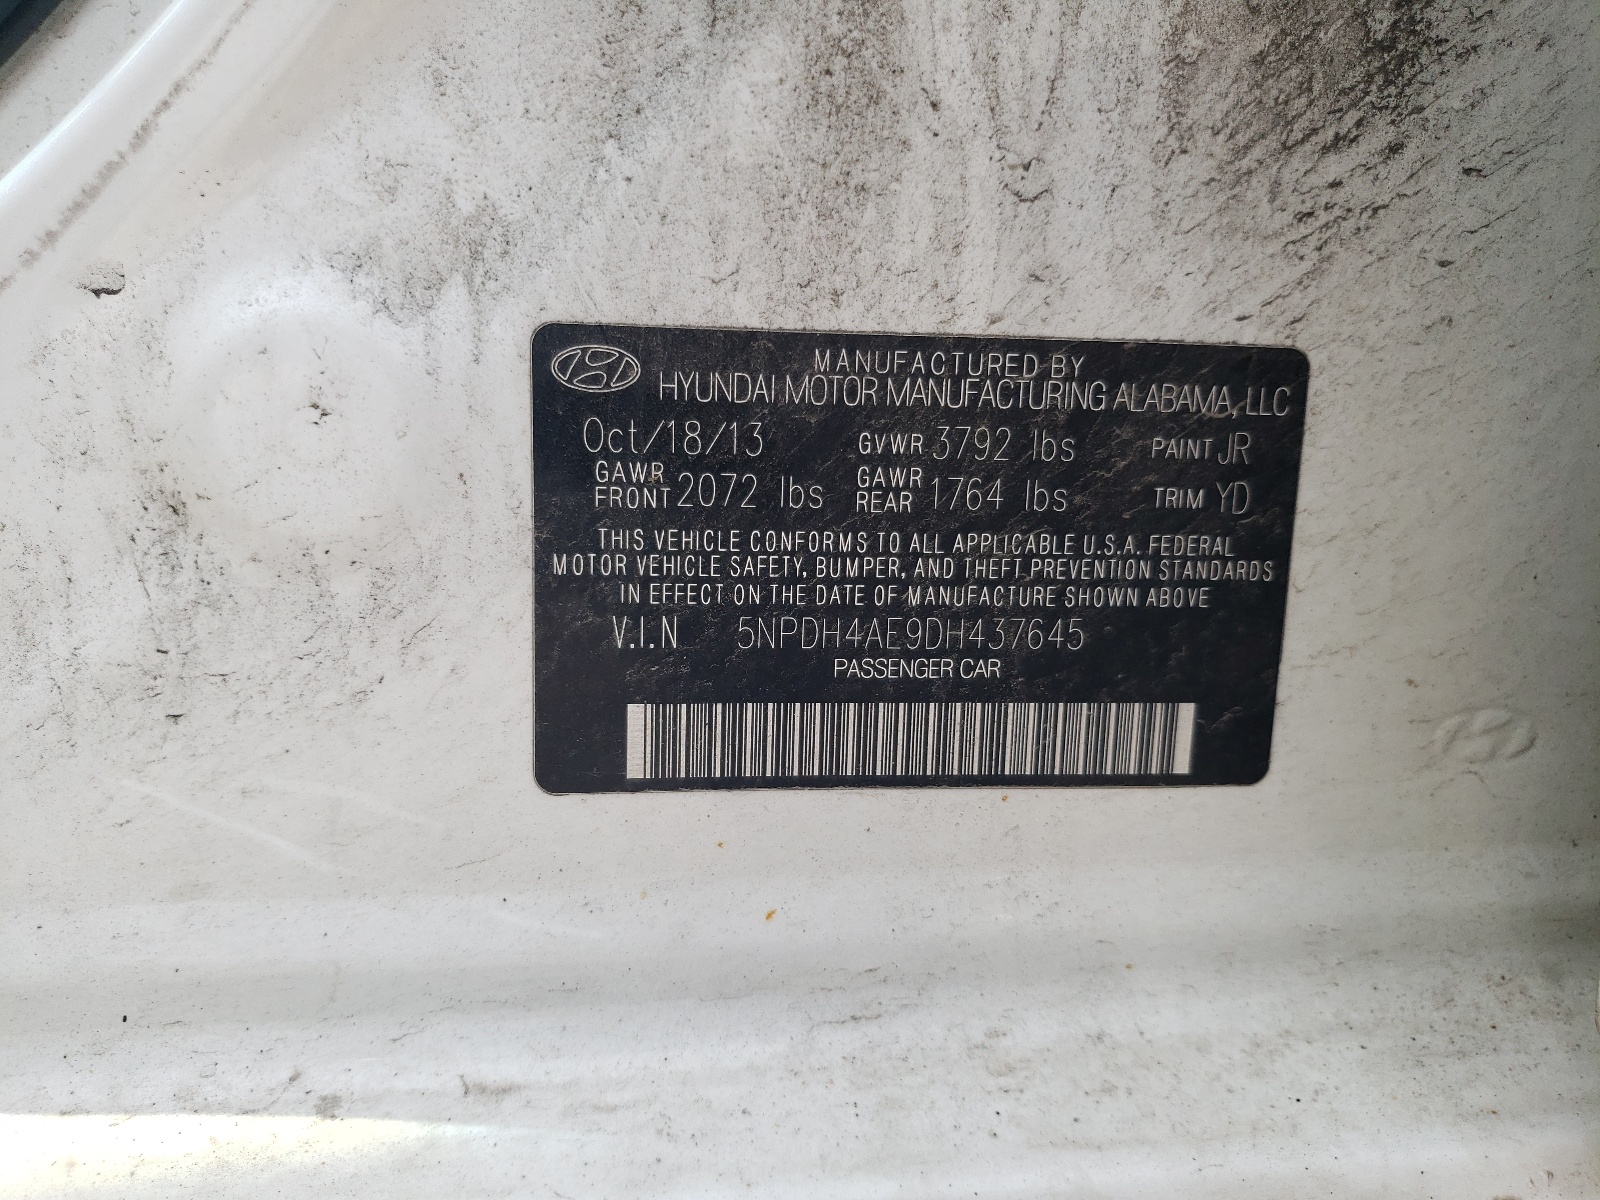 MANUFACTURED BY
HYUNDAI MOTOR MANUFACTURING ALABAMA, LLC
Oct/18/13 GVWR 3792 lbs PAINT JR
GAWR FRONT 2072 lbs GAWR REAR 1764 lbs TRIM YD
THIS VEHICLE CONFORMS TO ALL APPLICABLE U.S.A. FEDERAL
MOTOR VEHICLE SAFETY, BUMPER, AND THEFT PREVENTION STANDARDS
IN EFFECT ON THE DATE OF MANUFACTURE SHOWN ABOVE
V.I.N 5NPDH4AE9DH437645
PASSENGER CAR